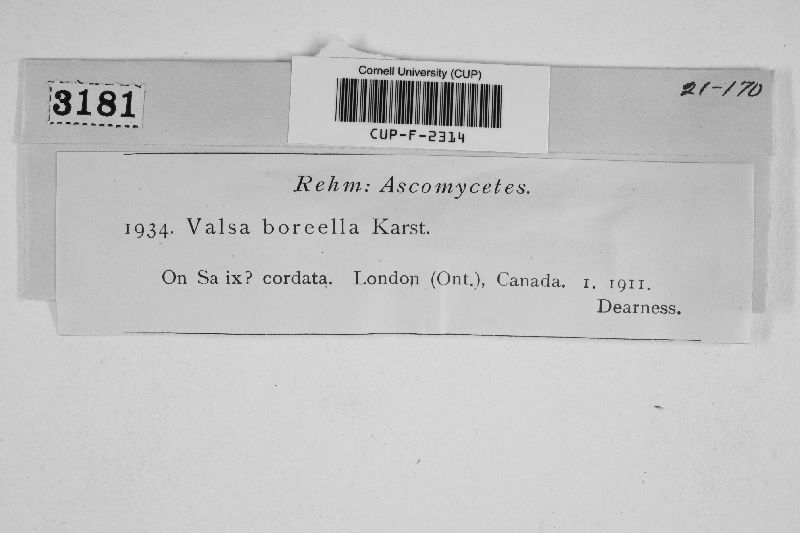 3181
Cornell University (CUP)
CUP-F-2314
21-170
Rehm: Ascomycetes.
1934. Valsa boreella Karst.
On Sa ix? cordata. London (Ont.), Canada. 1. 1911.
Dearness.